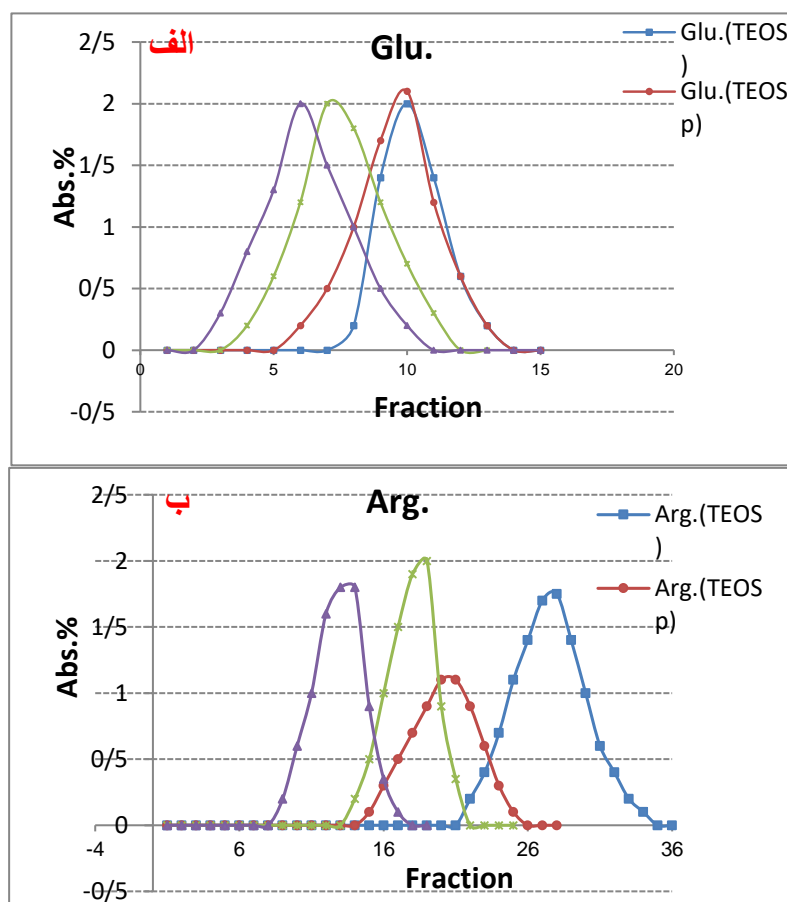 الف
Glu.
Glu.(TEOS
)
Glu.(TEOS
p)
2/5
2
1/5
1
0/5
0
-0/5
Abs.%
0 5 10 15 20
Fraction
ب
Arg.
Arg.(TEOS
)
Arg.(TEOS
p)
2/5
2
1/5
1
0/5
0
-0/5
Abs.%
-4 6 16 26 36
Fraction